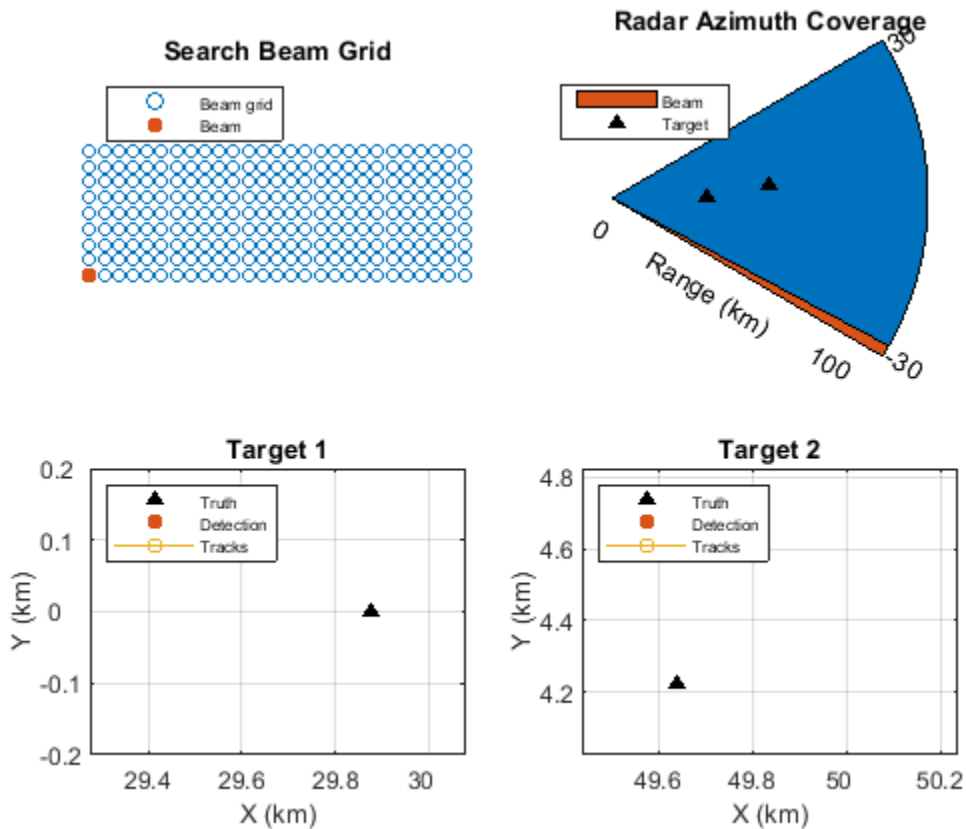 Search Beam Grid
Beam grid
Beam
Radar Azimuth Coverage
Beam
Target
30
0
Range (km)
100
-30
Target 1
Truth
Detection
Tracks
0.2
0.1
0
-0.1
-0.2
Y (km)
29.4
29.6
29.8
30
X (km)
Target 2
Truth
Detection
Tracks
4.8
4.6
4.4
4.2
Y (km)
49.6
49.8
50
50.2
X (km)